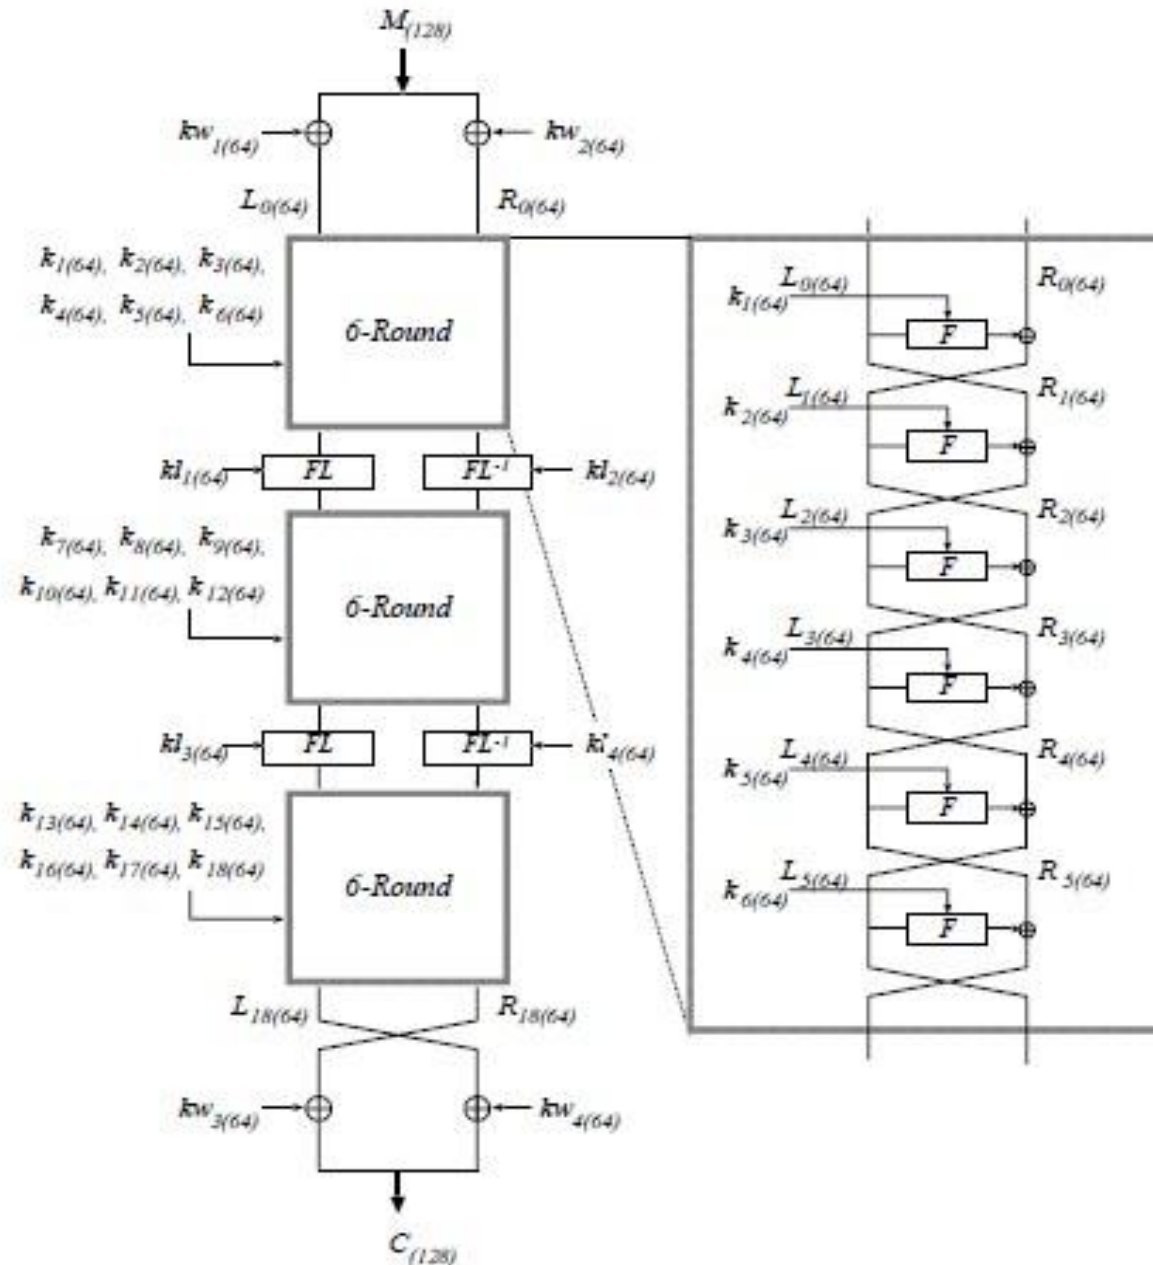 M(128)
kw1(64)
kw2(64)
L0(64)
R0(64)
k1(64), k2(64), k3(64),
k4(64), k5(64), k6(64)
6-Round
kl1(64)
FL
FL-1
kl2(64)
k7(64), k8(64), k9(64),
k10(64), k11(64), k12(64)
6-Round
kl3(64)
FL
FL-1
kl4(64)
k13(64), k14(64), k15(64),
k16(64), k17(64), k18(64)
6-Round
L18(64)
R18(64)
kw3(64)
kw4(64)
C(128)
L0(64)
R0(64)
k1(64)
F
L1(64)
R1(64)
k2(64)
F
L2(64)
R2(64)
k3(64)
F
L3(64)
R3(64)
k4(64)
F
L4(64)
R4(64)
k5(64)
F
L5(64)
R5(64)
k6(64)
F